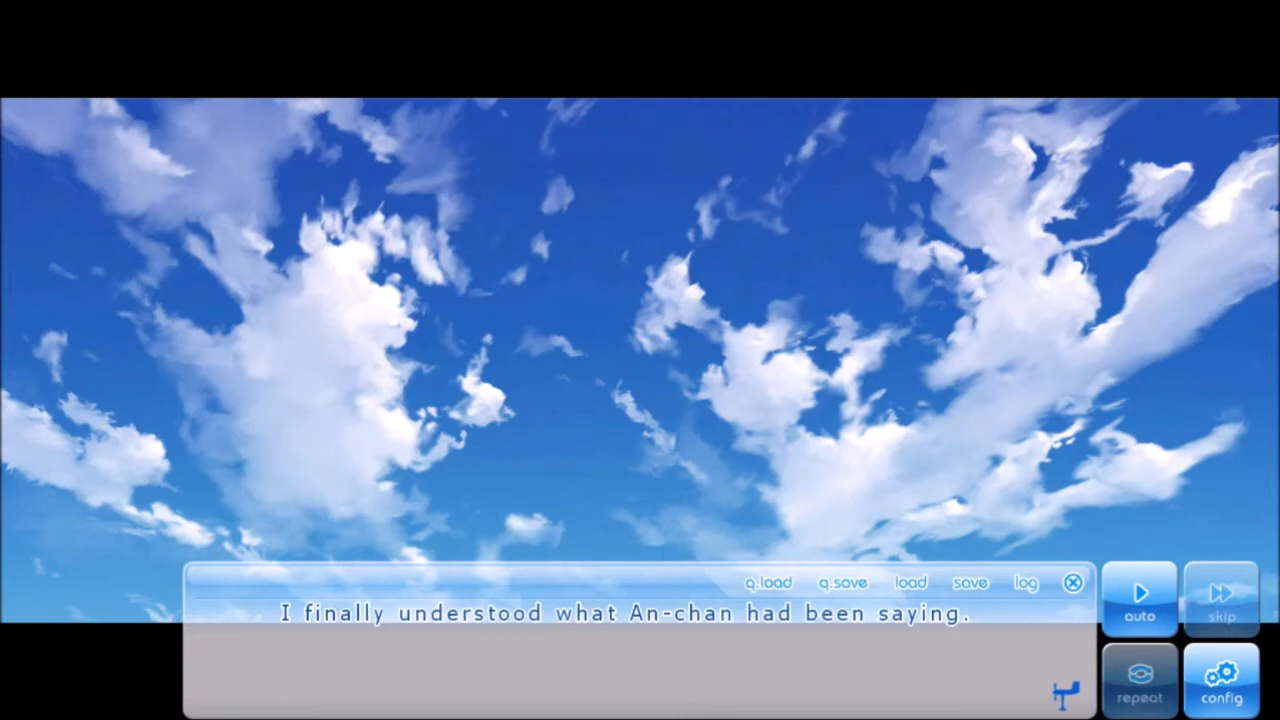 q.load q.save load save log
I finally understood what An-chan had been saying.
auto skip
repeat config